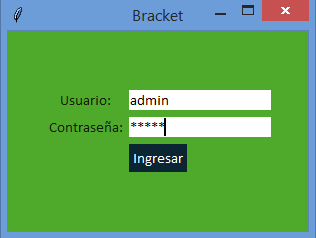 Bracket
Usuario: admin
Contraseña: *****
Ingresar